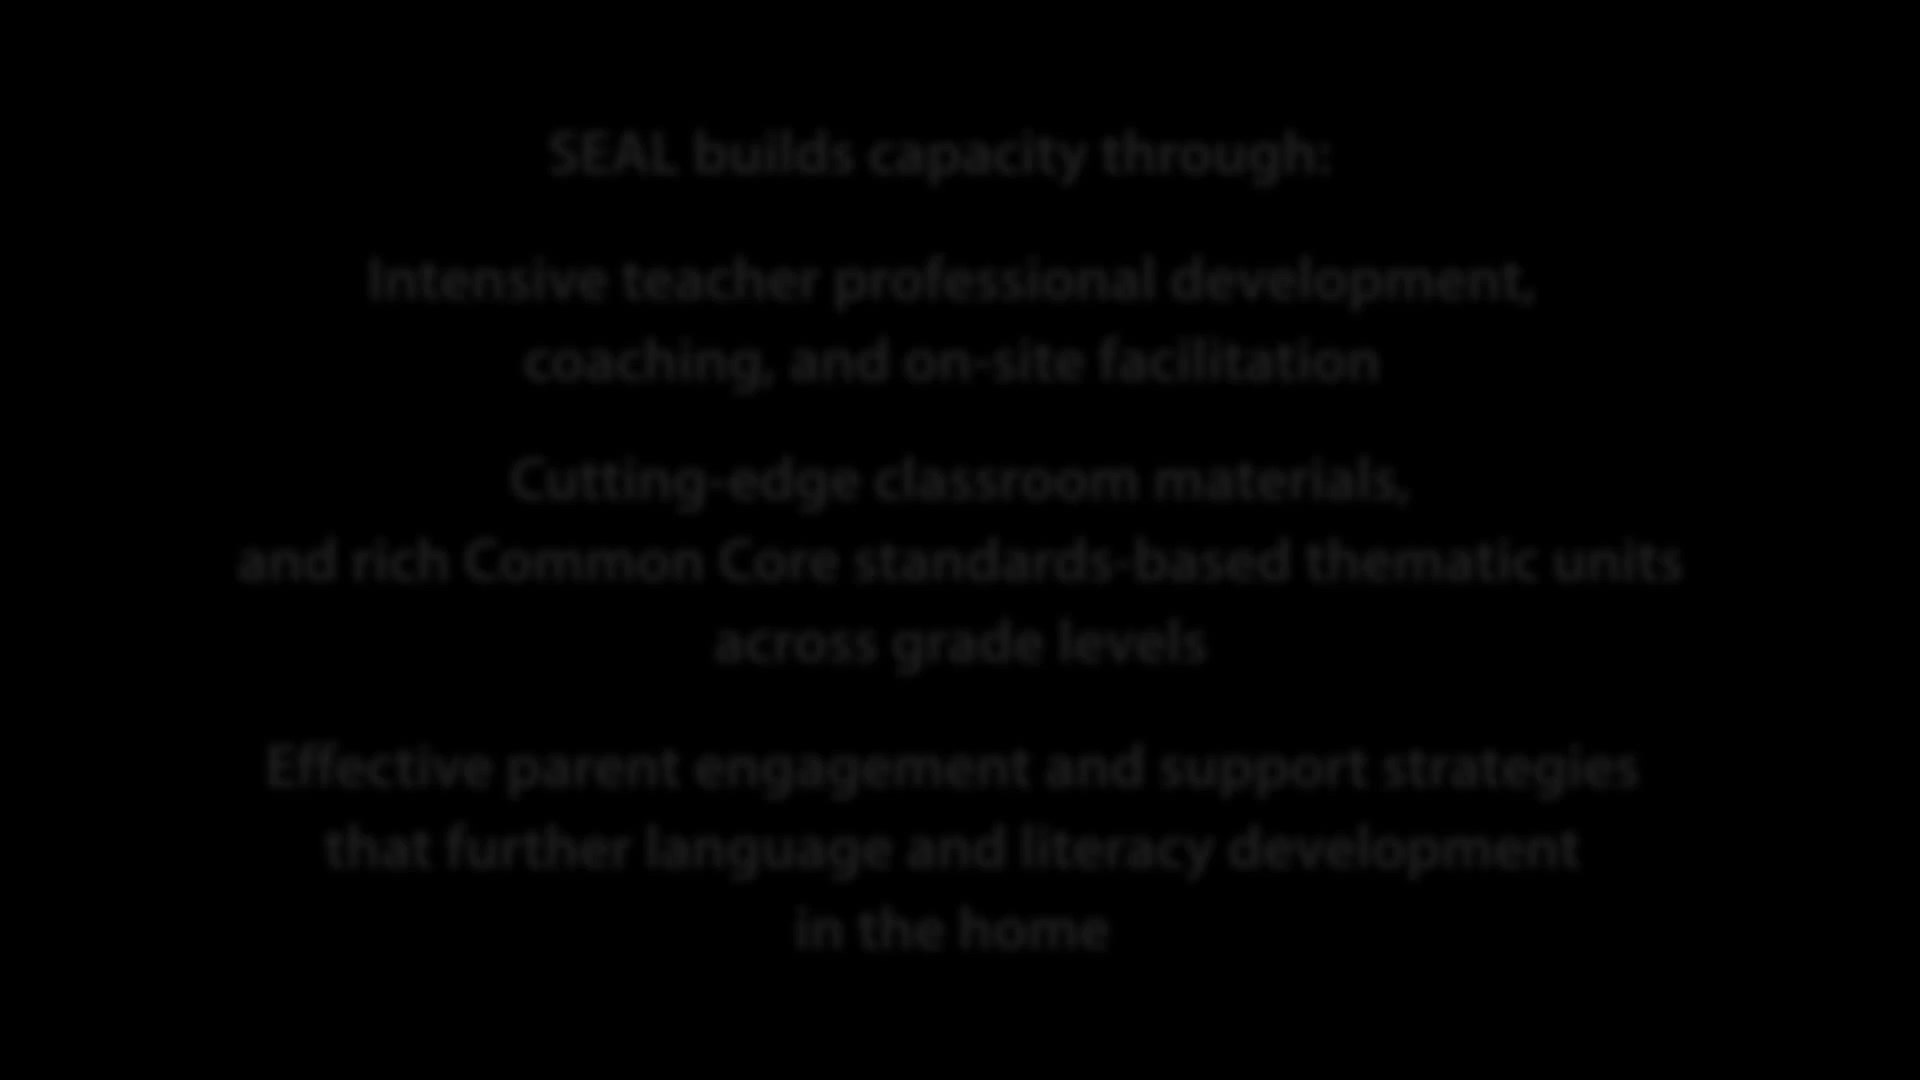 SEAL builds capacity through:
Intensive teacher professional development,
coaching, and on-site facilitation
Cutting-edge classroom materials,
and rich Common Core standards-based thematic units
across grade levels
Effective parent engagement and support strategies
that further language and literacy development
in the home